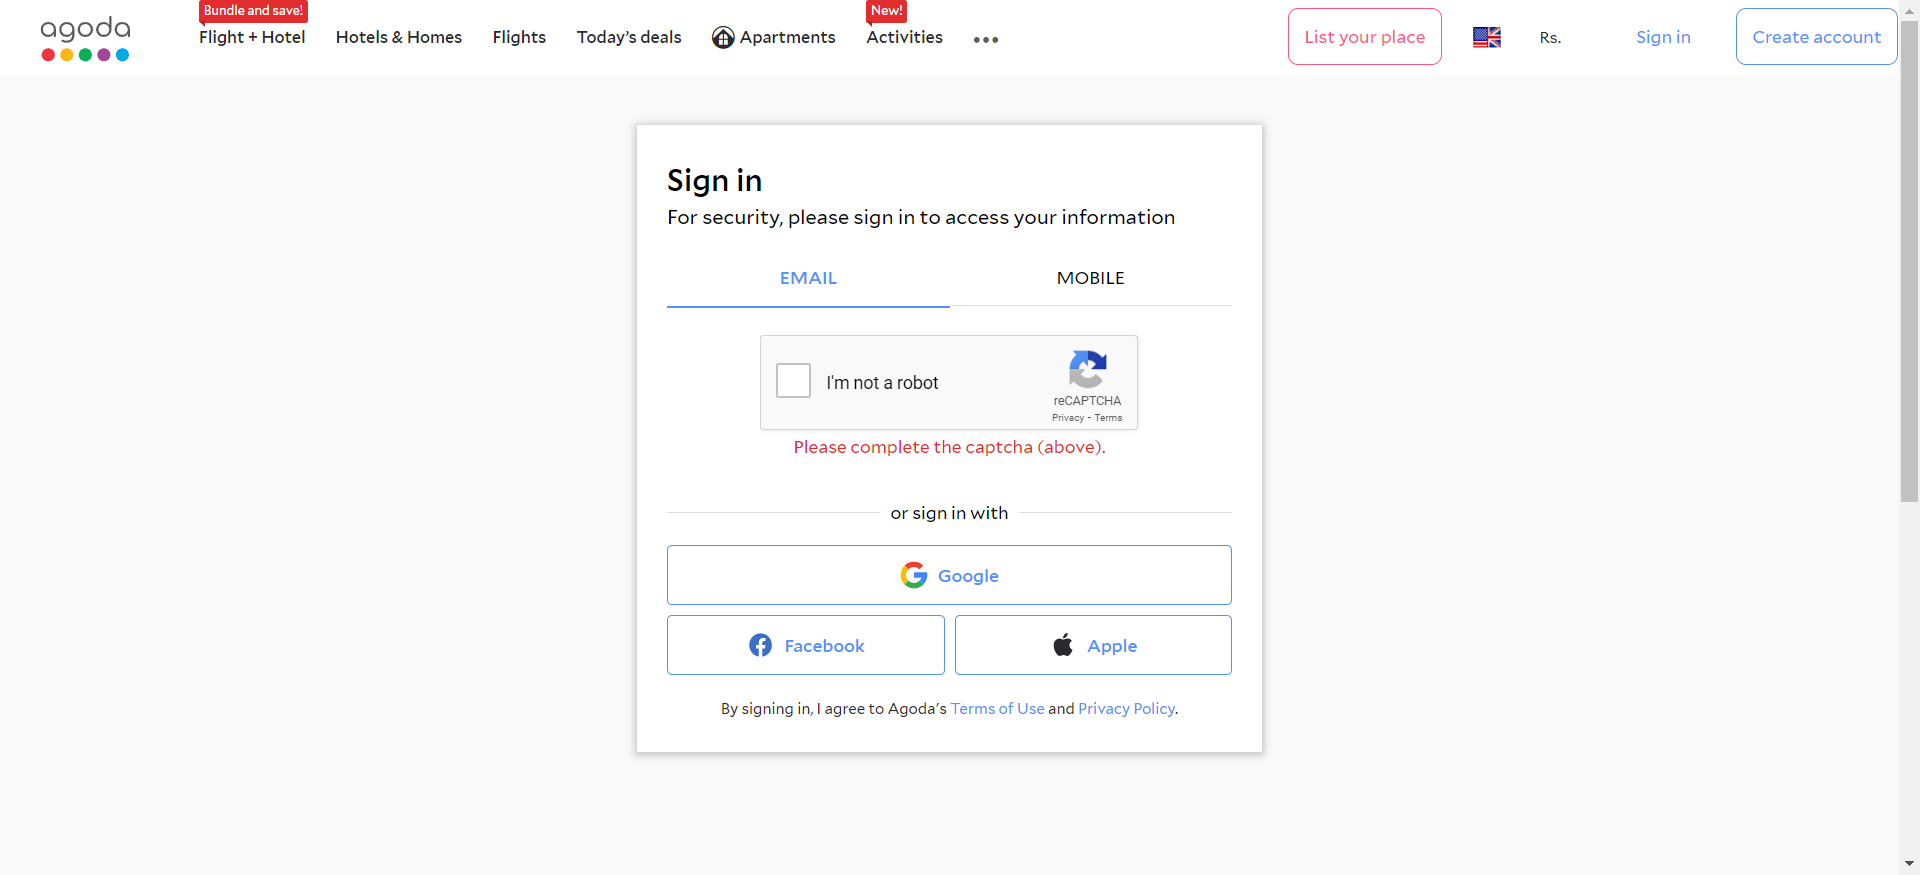 agoda
Bundle and save!
Flight + Hotel
Hotels & Homes
Flights
Today's deals
Apartments
New!
Activities
List your place
Rs.
Sign in
Create account
Sign in
For security, please sign in to access your information
EMAIL
MOBILE
I'm not a robot
reCAPTCHA
Privacy - Terms
Please complete the captcha (above).
or sign in with
Google
Facebook
Apple
By signing in, I agree to Agoda's Terms of Use and Privacy Policy.